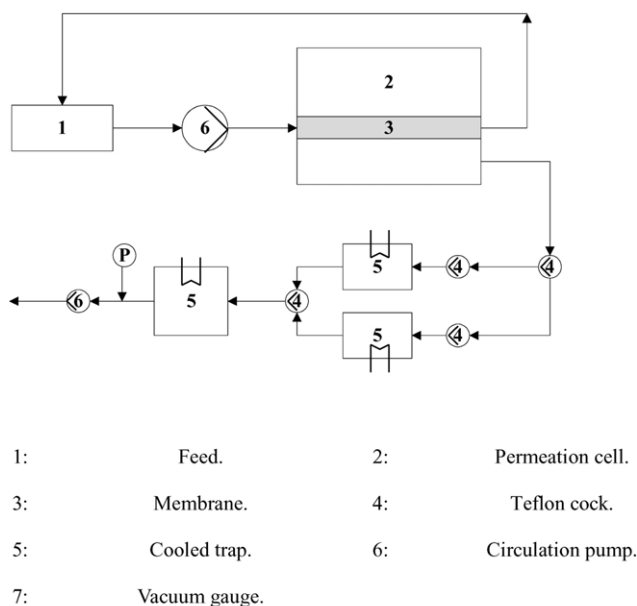 2
1
6
3
P
5
4
4
6
5
4
5
4
1: Feed. 2: Permeation cell.
3: Membrane. 4: Teflon cock.
5: Cooled trap. 6: Circulation pump.
7: Vacuum gauge.